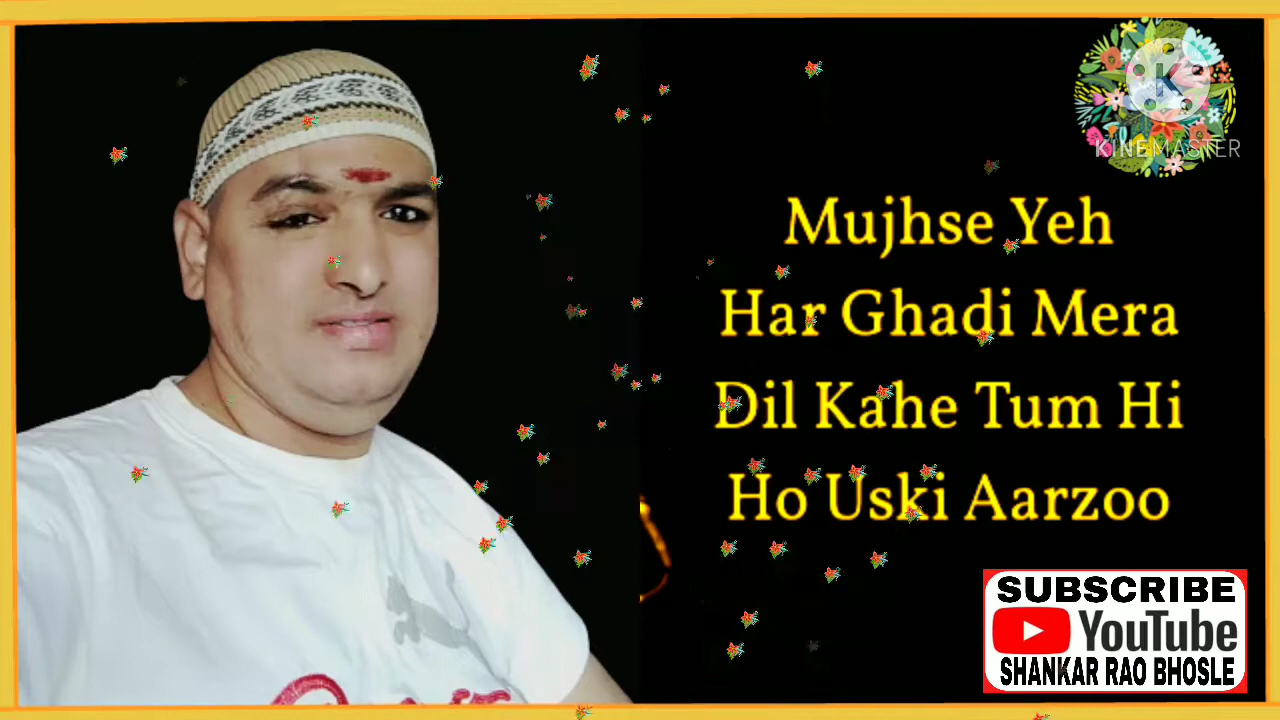 KINEMASTER
Mujhse Yeh
Har Ghadi Mera
Dil Kahe Tum Hi
Ho Uski Aarzoo
SUBSCRIBE
YouTube
SHANKAR RAO BHOSLE